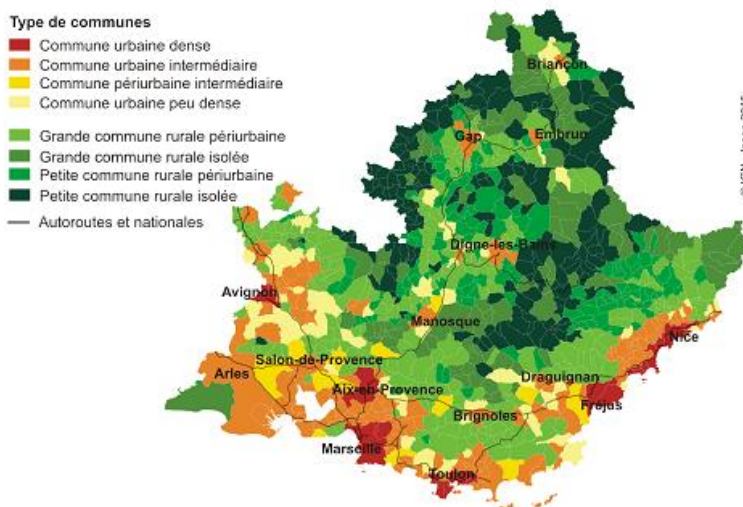 Type de communes
Commune urbaine dense
Commune urbaine intermédiaire
Commune périurbaine intermédiaire
Commune urbaine peu dense
Grande commune rurale périurbaine
Grande commune rurale isolée
Petite commune rurale périurbaine
Petite commune rurale isolée
Autoroutes et nationales
Briançon
Gap
Embrun
Digne-les-Bains
Avignon
Manosque
Nice
Salon-de-Provence
Arles
Aix-en-Provence
Draguignan
Fréjus
Brignoles
Marseille
Toulon